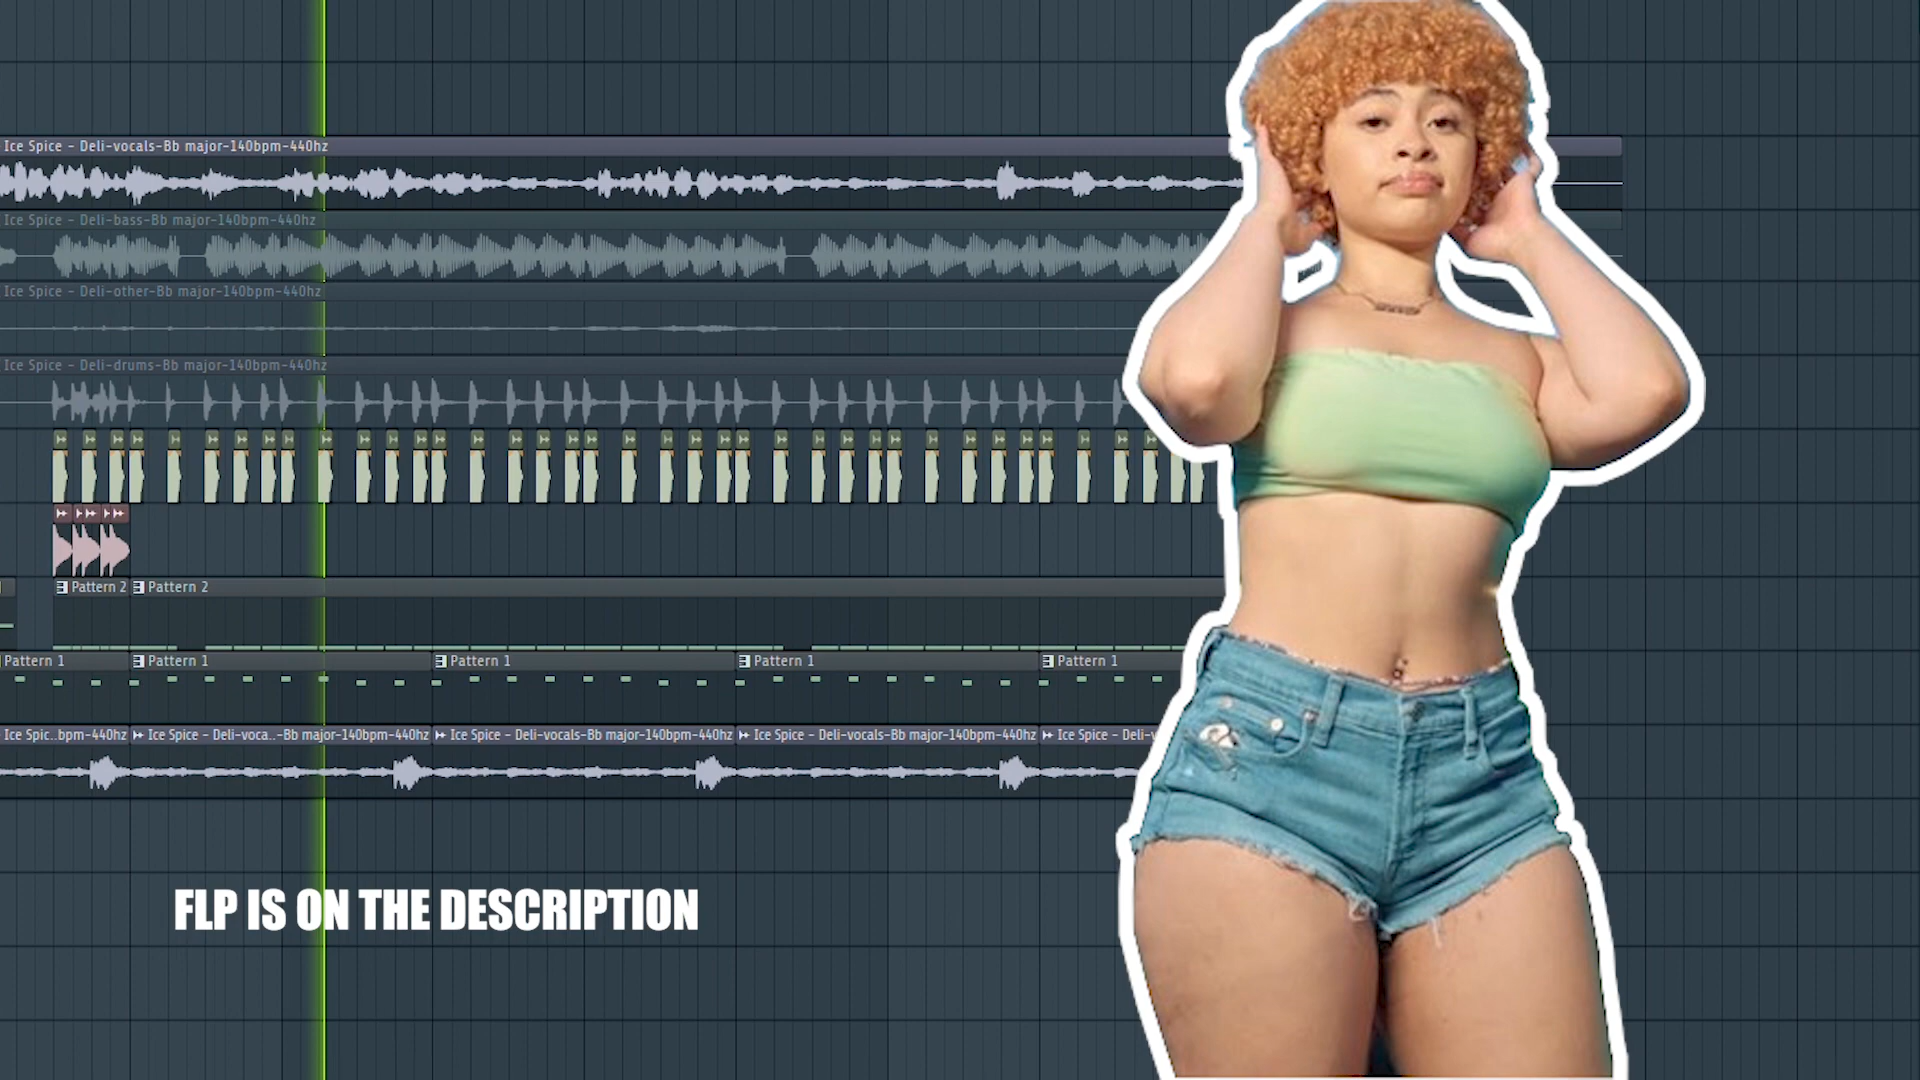 Ice Spice - Deli-vocals-Bb major-140bpm-440hz
Ice Spice - Deli-bass-Bb major-140bpm-440hz
Ice Spice - Deli-other-Bb major-140bpm-440hz
Ice Spice - Deli-drums-Bb major-140bpm-440hz
Pattern 2 Pattern 2
Pattern 1 Pattern 1 Pattern 1 Pattern 1 Pattern 1
Ice Spic..bpm-440hz Ice Spice - Deli-voca..-Bb major-140bpm-440hz Ice Spice - Deli-vocals-Bb major-140bpm-440hz Ice Spice - Deli-vocals-Bb major-140bpm-440hz Ice Spice - Deli-v
FLP IS ON THE DESCRIPTION